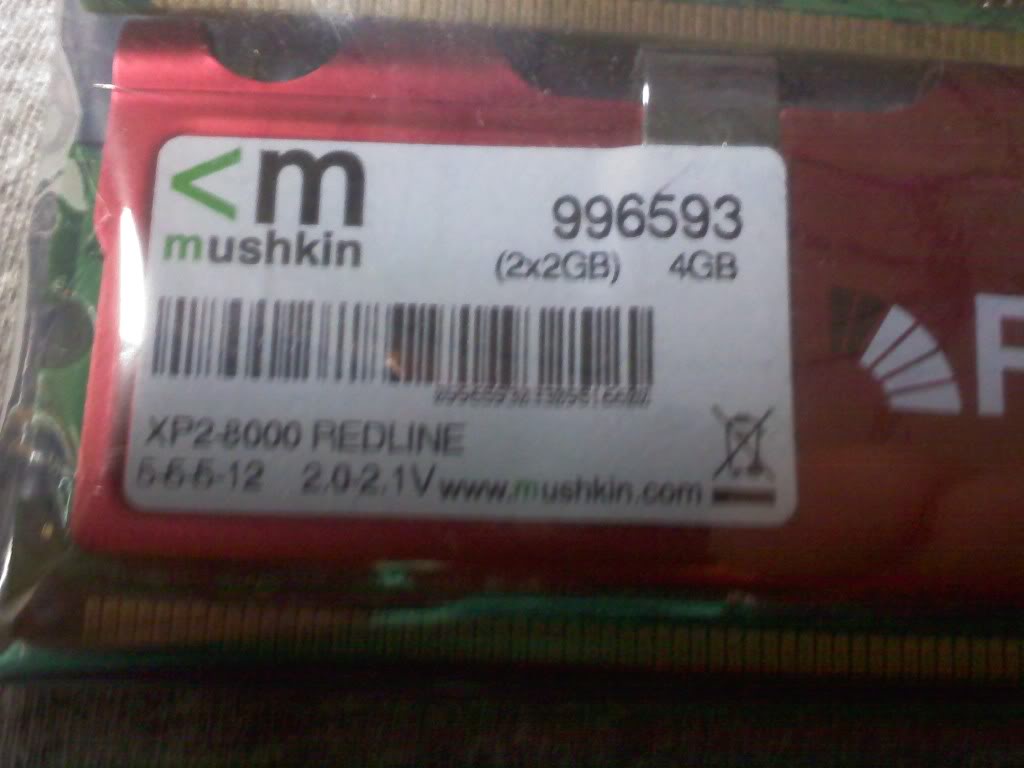 <m
mushkin
996593
(2x2GB) 4GB
XP2-8000 REDLINE
5-5-5-12 2.0-2.1V www.mushkin.com